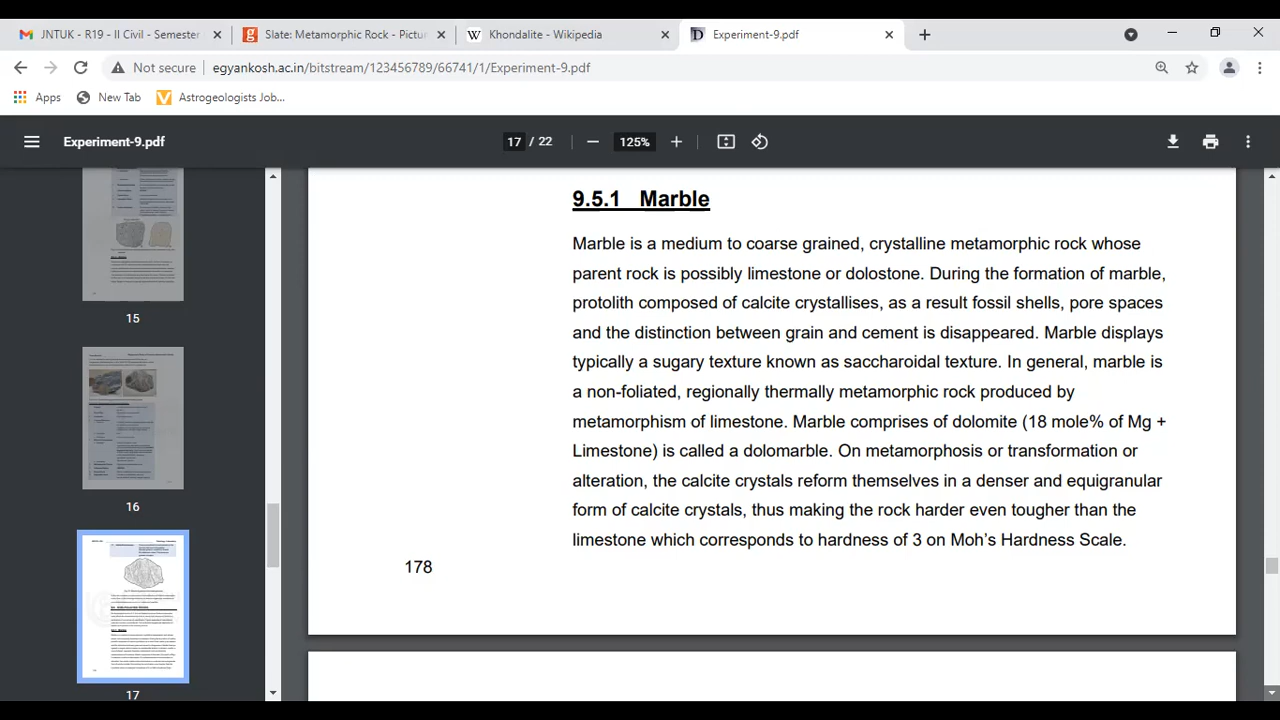 JNTUK - R19 - II Civil - Semester
Slate: Metamorphic Rock - Pictur
Khondalite - Wikipedia
Experiment-9.pdf
Not secure
egyankosh.ac.in/bitstream/123456789/66741/1/Experiment-9.pdf
Apps
New Tab
Astrogeologists Job...
Experiment-9.pdf
17 / 22
125%
15
16
17
9.5.1 Marble
Marble is a medium to coarse grained, crystalline metamorphic rock whose
parent rock is possibly limestone or dolostone. During the formation of marble,
protolith composed of calcite crystallises, as a result fossil shells, pore spaces
and the distinction between grain and cement is disappeared. Marble displays
typically a sugary texture known as saccharoidal texture. In general, marble is
a non-foliated, regionally thermally metamorphic rock produced by
metamorphism of limestone. Marble comprises of dolomite (18 mole% of Mg +
Limestone) is called a dolomarble. On metamorphosis or transformation or
alteration, the calcite crystals reform themselves in a denser and equigranular
form of calcite crystals, thus making the rock harder even tougher than the
limestone which corresponds to hardness of 3 on Moh's Hardness Scale.
178